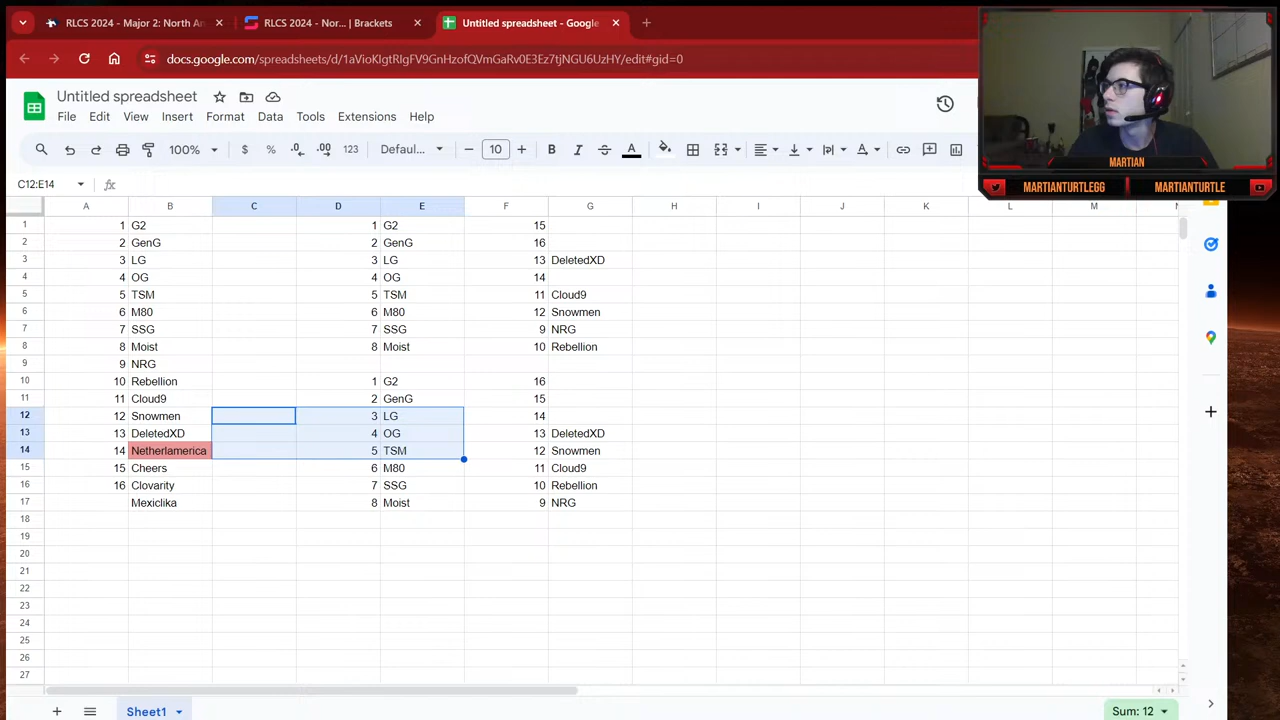 RLCS 2024 - Major 2: North Am
RLCS 2024 - Nor... | Brackets
Untitled spreadsheet - Google
docs.google.com/spreadsheets/d/1aVioKIgtRIgFV9GnHzofQVmGaRv0E3Ez7tjNGU6UzHY/edit#gid=0
Untitled spreadsheet
File Edit View Insert Format Data Tools Extensions Help
100% $ % .0 .00 123 Defaul... 10 B I A
C12:E14 fx
A B C D E F G H I J K L M N
1 1 G2 1 G2 15
2 2 GenG 2 GenG 16
3 3 LG 3 LG 13 DeletedXD
4 4 OG 4 OG 14
5 5 TSM 5 TSM 11 Cloud9
6 6 M80 6 M80 12 Snowmen
7 7 SSG 7 SSG 9 NRG
8 8 Moist 8 Moist 10 Rebellion
9 9 NRG
10 10 Rebellion 1 G2 16
11 11 Cloud9 2 GenG 15
12 12 Snowmen 3 LG 14
13 13 DeletedXD 4 OG 13 DeletedXD
14 14 Netherlamerica 5 TSM 12 Snowmen
15 15 Cheers 6 M80 11 Cloud9
16 16 Clovarity 7 SSG 10 Rebellion
17 Mexiclika 8 Moist 9 NRG
18
19
20
21
22
23
24
25
26
27
Sheet1
Sum: 12
MARTIAN
MARTIANTURTLEGG
MARTIANTURTLE